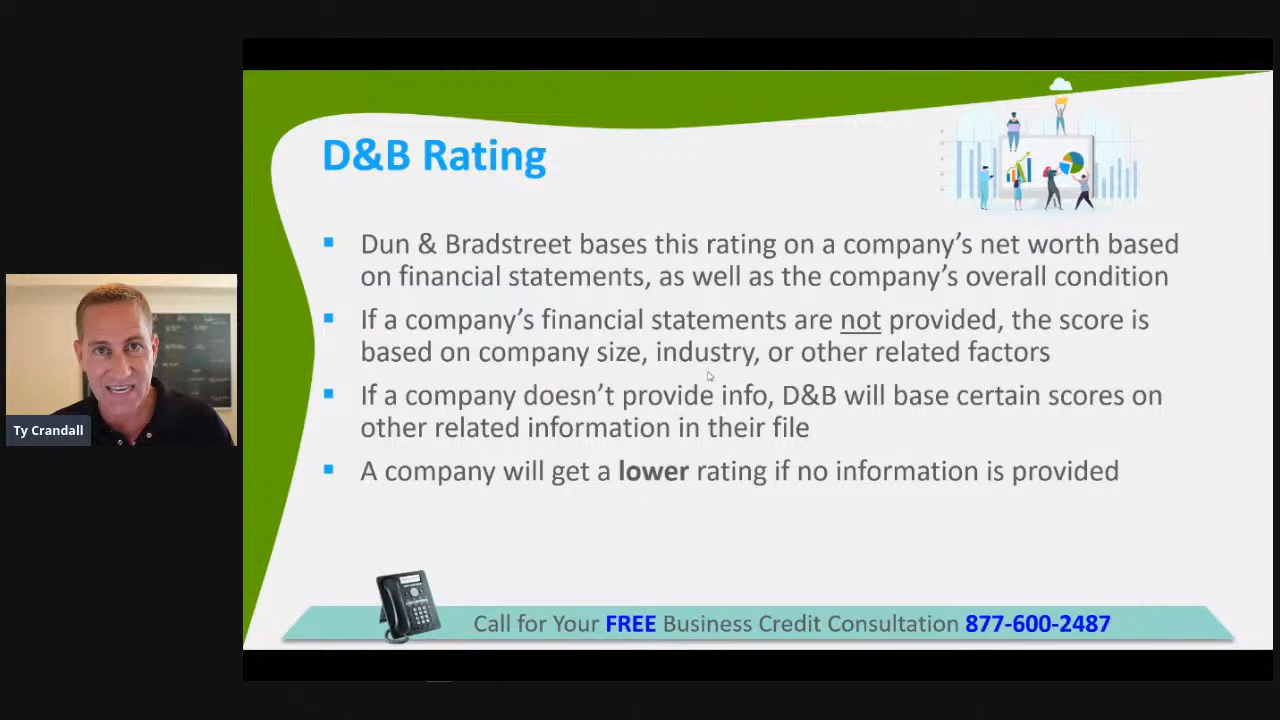 D&B Rating
Dun & Bradstreet bases this rating on a company's net worth based
on financial statements, as well as the company's overall condition
If a company's financial statements are not provided, the score is
based on company size, industry, or other related factors
If a company doesn't provide info, D&B will base certain scores on
other related information in their file
A company will get a lower rating if no information is provided
Ty Crandall
Call for Your FREE Business Credit Consultation 877-600-2487